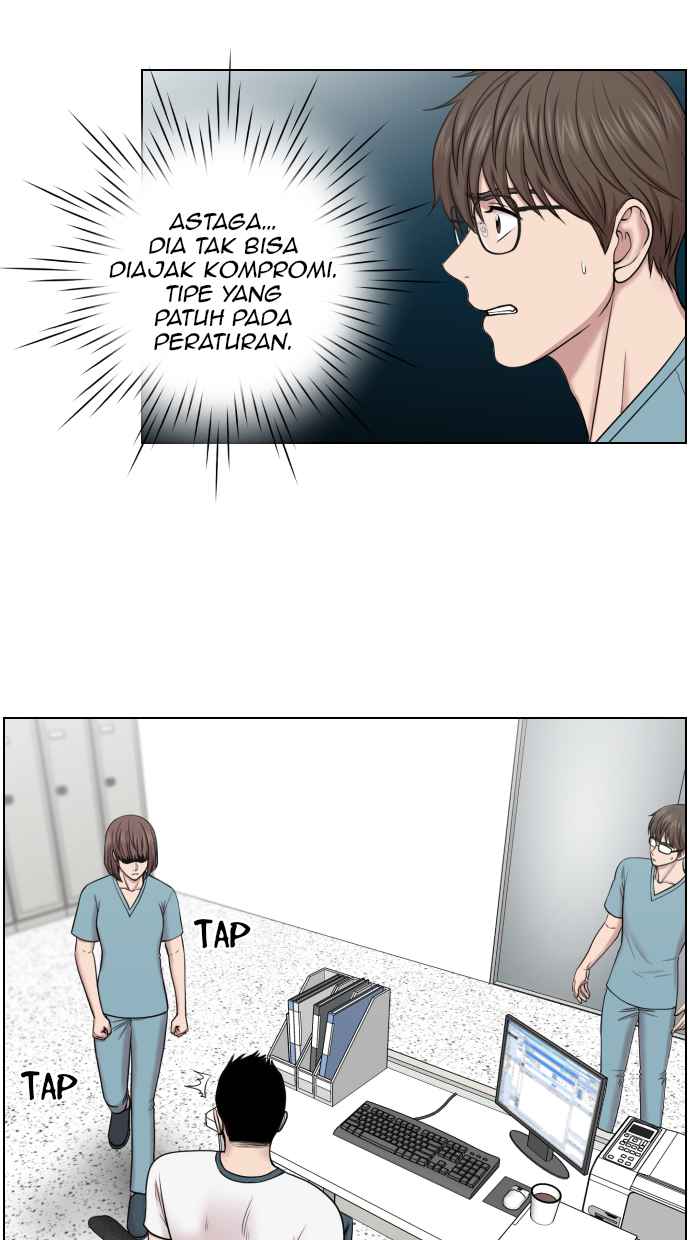 ASTAGA...
DIA TAK BISA
DIAJAK KOMPROMI.
TIPE YANG
PATUH PADA
PERATURAN.
TAP
TAP